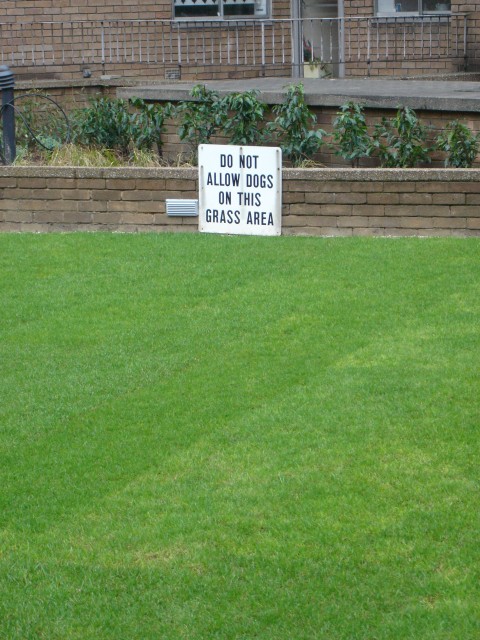 DO NOT
ALLOW DOGS
ON THIS
GRASS AREA